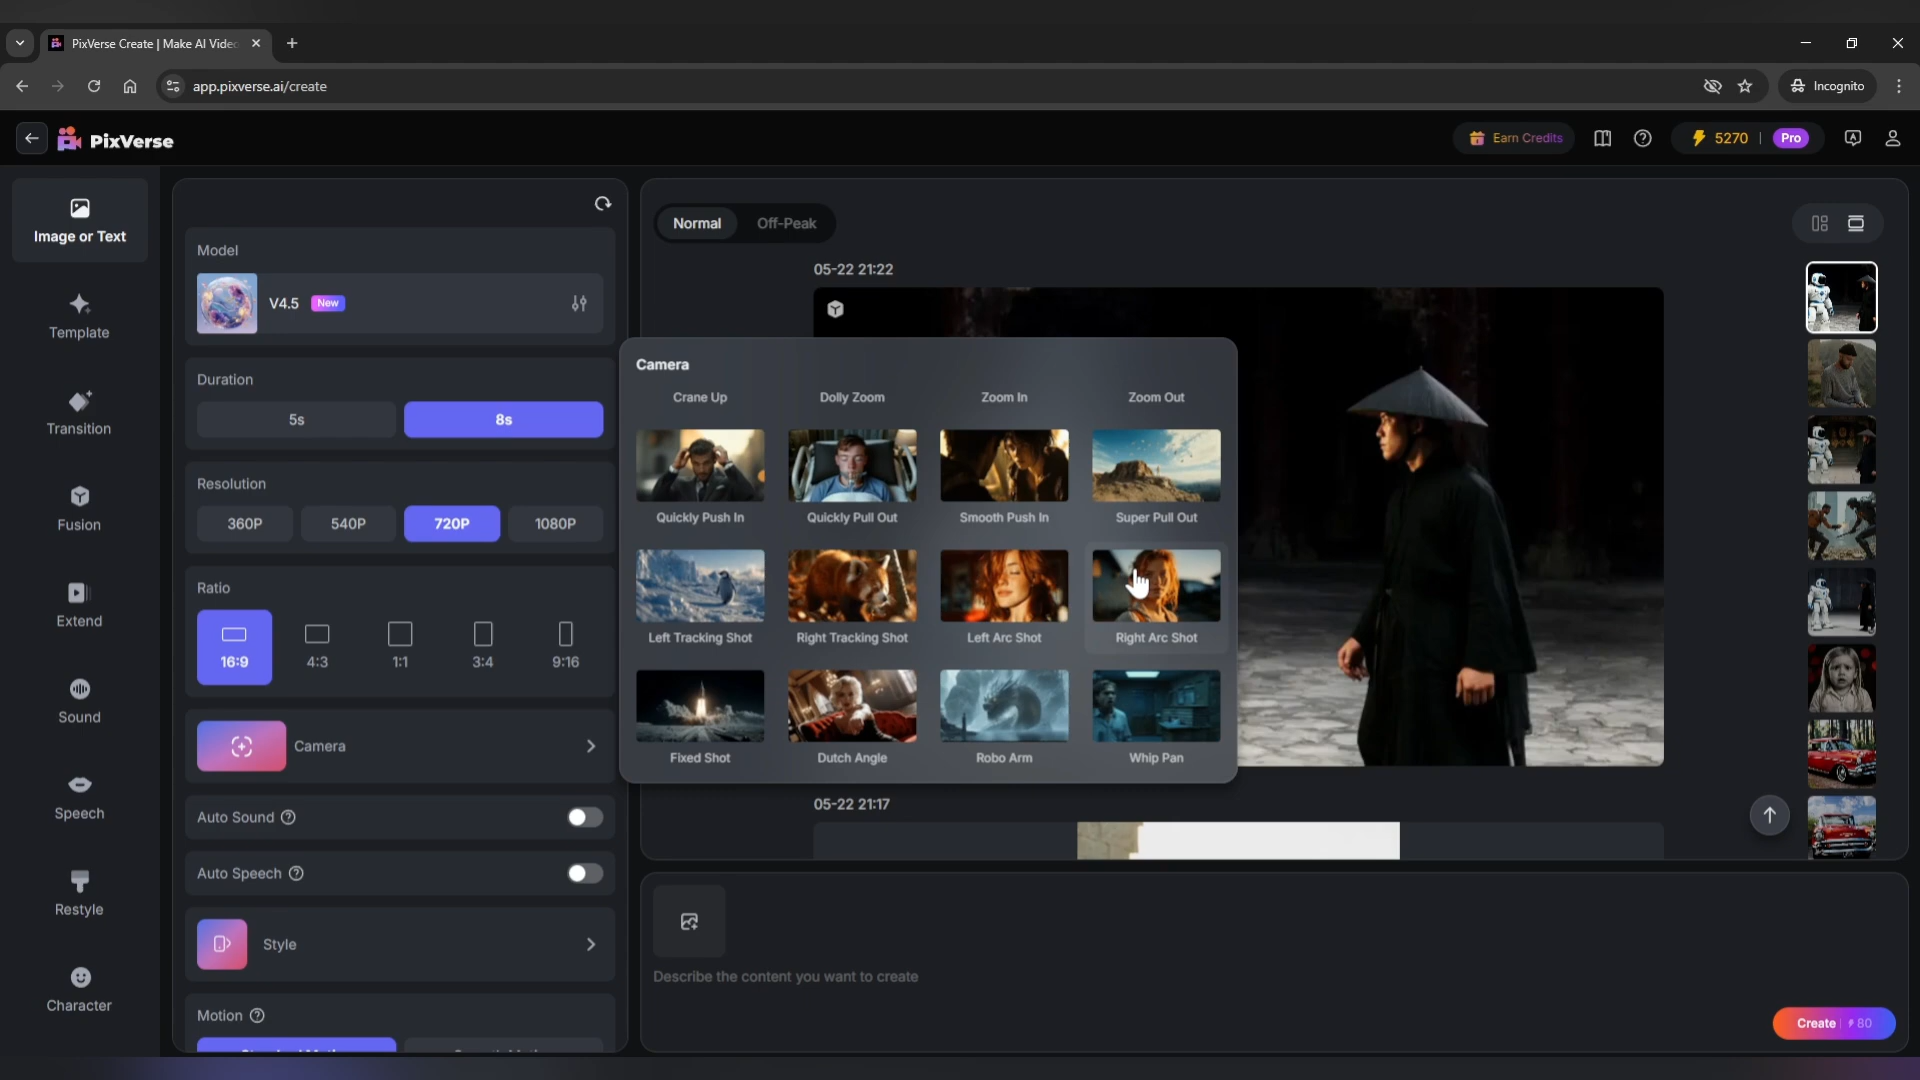 PixVerse Create | Make AI Video
app.pixverse.ai/create
Incognito
PixVerse
Earn Credits
5270
Pro
Image or Text
Template
Transition
Fusion
Extend
Sound
Speech
Restyle
Character
Model
V4.5
New
Duration
5s
8s
Resolution
360P
540P
720P
1080P
Ratio
16:9
4:3
1:1
3:4
9:16
Camera
Auto Sound
Auto Speech
Style
Motion
Normal
Off-Peak
05-22 21:22
Camera
Crane Up
Dolly Zoom
Zoom In
Zoom Out
Quickly Push In
Quickly Pull Out
Smooth Push In
Super Pull Out
Left Tracking Shot
Right Tracking Shot
Left Arc Shot
Right Arc Shot
Fixed Shot
Dutch Angle
Robo Arm
Whip Pan
05-22 21:17
Describe the content you want to create
Create
80